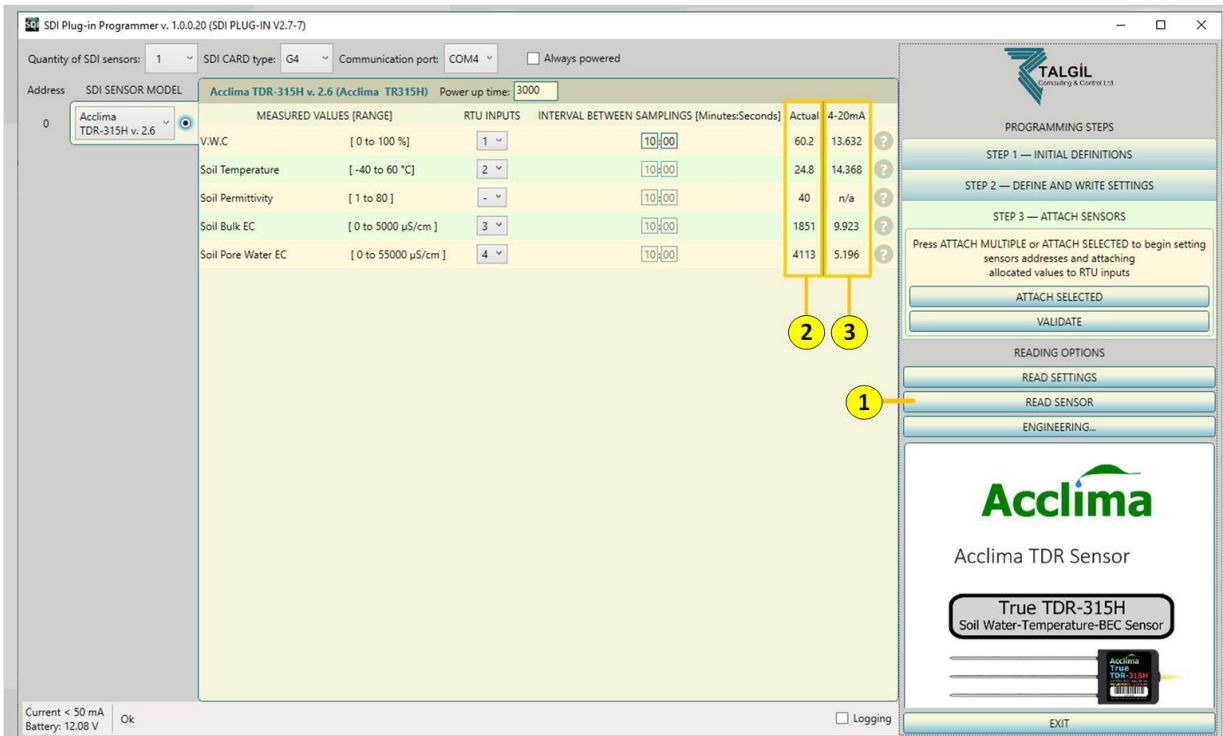 SDI Plug-in Programmer v. 1.0.0.20 (SDI PLUG-IN V2.7-7)
Quantity of SDI sensors: 1 SDI CARD type: G4 Communication port: COM4 Always powered
Address SDI SENSOR MODEL
0 Acclima
TDR-315H v. 2.6
Acclima TDR-315H v. 2.6 (Acclima TR315H) Power up time: 3000
MEASURED VALUES [RANGE] RTU INPUTS INTERVAL BETWEEN SAMPLINGS [Minutes:Seconds] Actual 4-20mA
V.W.C [ 0 to 100 %] 1 10:00 60.2 13.632 ?
Soil Temperature [ -40 to 60 °C] 2 10:00 24.8 14.368 ?
Soil Permittivity [ 1 to 80 ] - 10:00 40 n/a ?
Soil Bulk EC [ 0 to 5000 µS/cm ] 3 10:00 1851 9.923 ?
Soil Pore Water EC [ 0 to 55000 µS/cm ] 4 10:00 4113 5.196 ?
2 3
1
TALGIL
Computing & Control Ltd.
PROGRAMMING STEPS
STEP 1 — INITIAL DEFINITIONS
STEP 2 — DEFINE AND WRITE SETTINGS
STEP 3 — ATTACH SENSORS
Press ATTACH MULTIPLE or ATTACH SELECTED to begin setting
sensors addresses and attaching
allocated values to RTU inputs
ATTACH SELECTED
VALIDATE
READING OPTIONS
READ SETTINGS
READ SENSOR
ENGINEERING...
Acclima
Acclima TDR Sensor
True TDR-315H
Soil Water-Temperature-BEC Sensor
Acclima
True
TDR-315H
EXIT
Current < 50 mA
Battery: 12.08 V
Ok
Logging